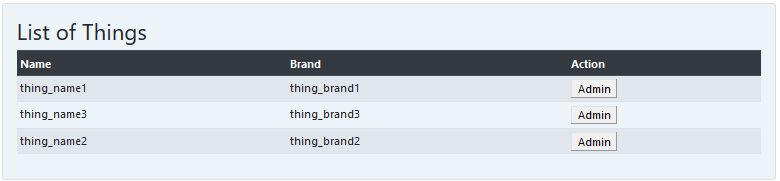 List of Things
Name Brand Action
thing_name1 thing_brand1 Admin
thing_name3 thing_brand3 Admin
thing_name2 thing_brand2 Admin